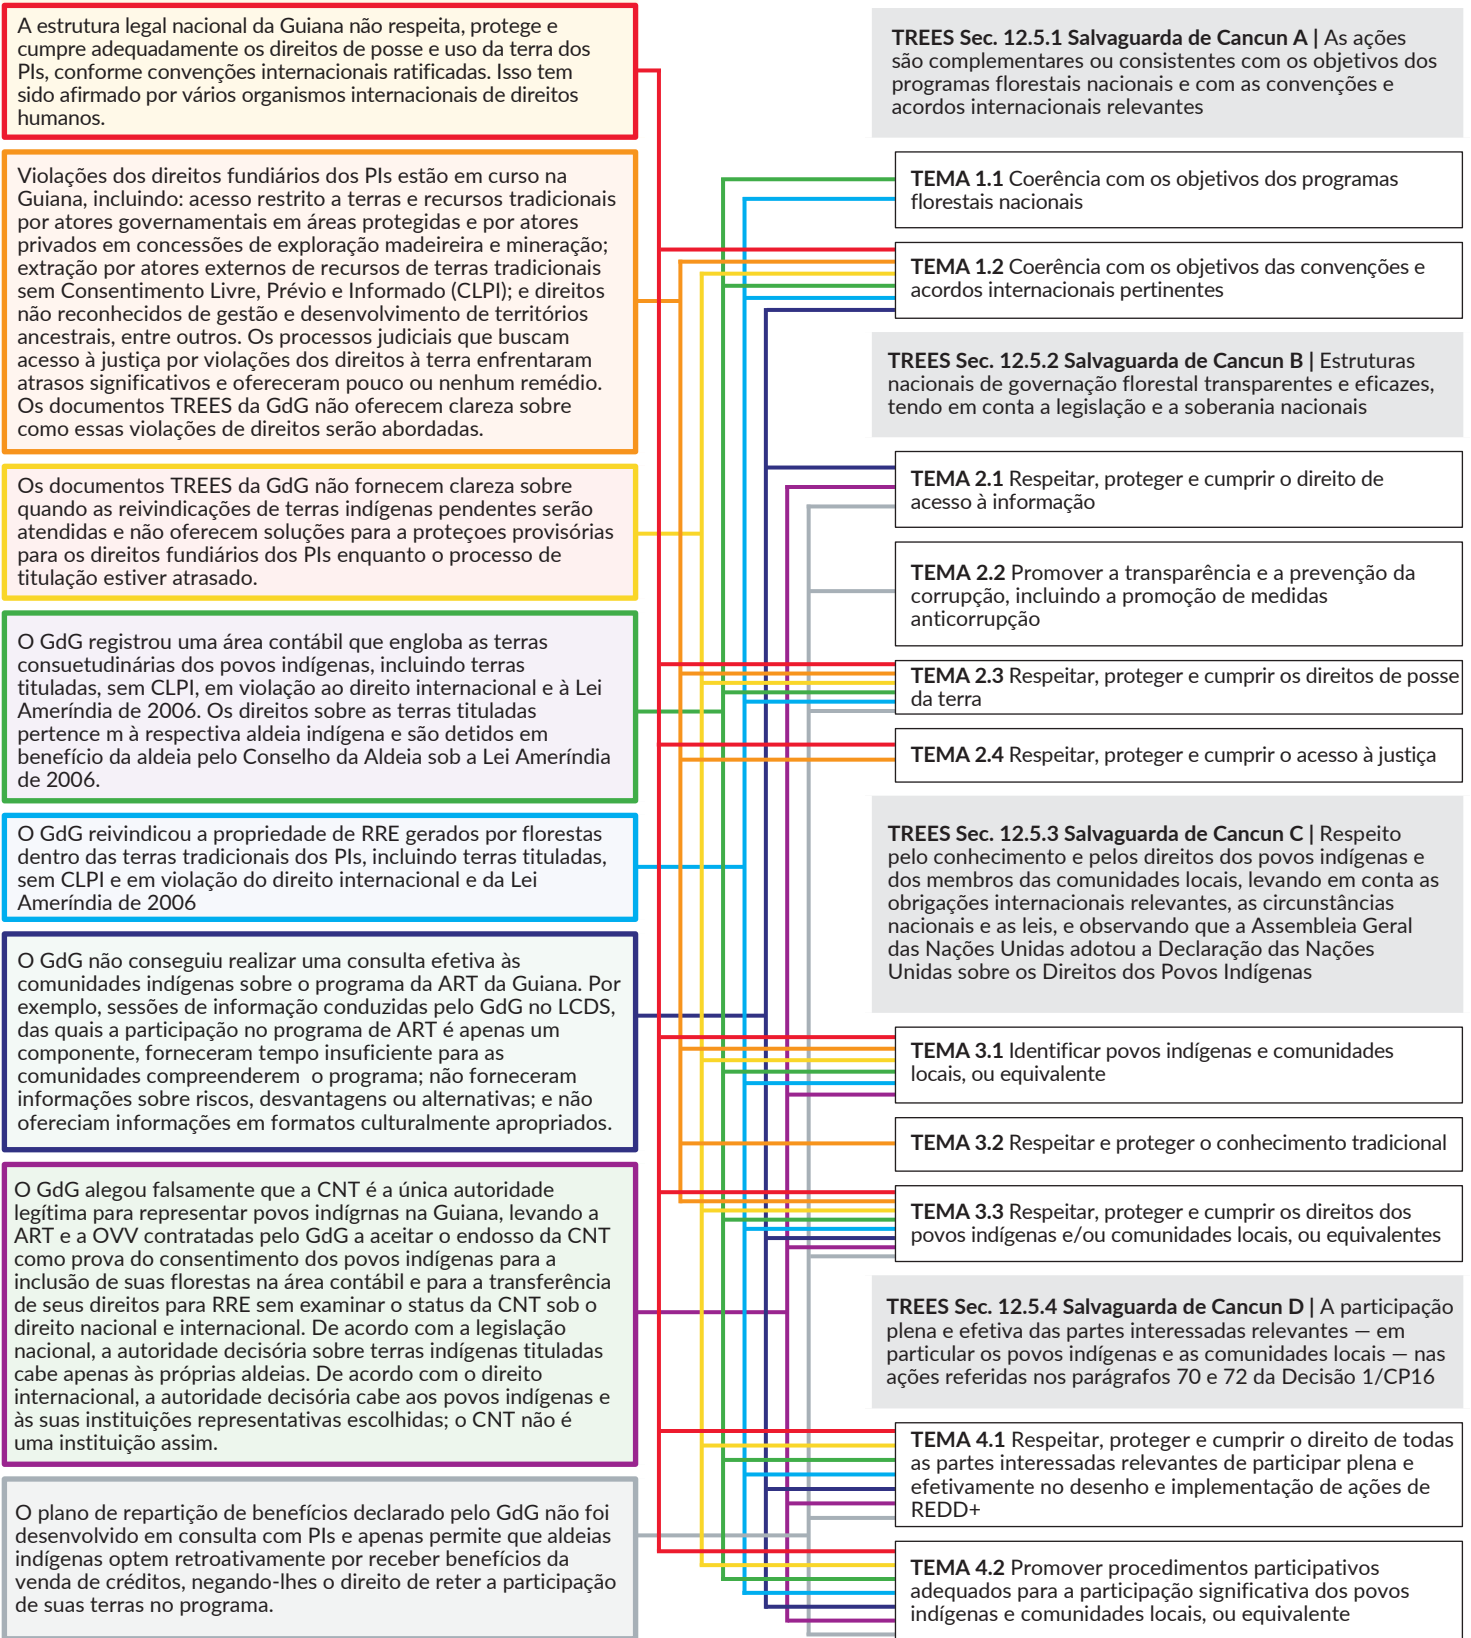 A estrutura legal nacional da Guiana não respeita, protege e
cumpre adequadamente os direitos de posse e uso da terra dos
PIs, conforme convenções internacionais ratificadas. Isso tem
sido afirmado por vários organismos internacionais de direitos
humanos.
Violações dos direitos fundiários dos PIs estão em curso na
Guiana, incluindo: acesso restrito a terras e recursos tradicionais
por atores governamentais em áreas protegidas e por atores
privados em concessões de exploração madeireira e mineração;
extração por atores externos de recursos de terras tradicionais
sem Consentimento Livre, Prévio e Informado (CLPI); e direitos
não reconhecidos de gestão e desenvolvimento de territórios
ancestrais, entre outros. Os processos judiciais que buscam
acesso à justiça por violações dos direitos à terra enfrentaram
atrasos significativos e ofereceram pouco ou nenhum remédio.
Os documentos TREES da GdG não oferecem clareza sobre
como essas violações de direitos serão abordadas.
Os documentos TREES da GdG não fornecem clareza sobre
quando as reivindicações de terras indígenas pendentes serão
atendidas e não oferecem soluções para a proteçoes provisórias
para os direitos fundiários dos PIs enquanto o processo de
titulação estiver atrasado.
O GdG registrou uma área contábil que engloba as terras
consuetudinárias dos povos indígenas, incluindo terras
tituladas, sem CLPI, em violação ao direito internacional e à Lei
Ameríndia de 2006. Os direitos sobre as terras tituladas
pertence m à respectiva aldeia indígena e são detidos em
benefício da aldeia pelo Conselho da Aldeia sob a Lei Ameríndia
de 2006.
O GdG reivindicou a propriedade de RRE gerados por florestas
dentro das terras tradicionais dos PIs, incluindo terras tituladas,
sem CLPI e em violação do direito internacional e da Lei
Ameríndia de 2006
O GdG não conseguiu realizar uma consulta efetiva às
comunidades indígenas sobre o programa da ART da Guiana. Por
exemplo, sessões de informação conduzidas pelo GdG no LCDS,
das quais a participação no programa de ART é apenas um
componente, forneceram tempo insuficiente para as
comunidades compreenderem o programa; não forneceram
informações sobre riscos, desvantagens ou alternativas; e não
ofereciam informações em formatos culturalmente apropriados.
O GdG alegou falsamente que a CNT é a única autoridade
legítima para representar povos indígrnas na Guiana, levando a
ART e a OVV contratadas pelo GdG a aceitar o endosso da CNT
como prova do consentimento dos povos indígenas para a
inclusão de suas florestas na área contábil e para a transferência
de seus direitos para RRE sem examinar o status da CNT sob o
direito nacional e internacional. De acordo com a legislação
nacional, a autoridade decisória sobre terras indígenas tituladas
cabe apenas às próprias aldeias. De acordo com o direito
internacional, a autoridade decisória cabe aos povos indígenas e
às suas instituições representativas escolhidas; o CNT não é
uma instituição assim.
O plano de repartição de benefícios declarado pelo GdG não foi
desenvolvido em consulta com PIs e apenas permite que aldeias
indígenas optem retroativamente por receber benefícios da
venda de créditos, negando-lhes o direito de reter a participação
de suas terras no programa.
TREES Sec. 12.5.1 Salvaguarda de Cancun A | As ações
são complementares ou consistentes com os objetivos dos
programas florestais nacionais e com as convenções e
acordos internacionais relevantes
TEMA 1.1 Coerência com os objetivos dos programas
florestais nacionais
TEMA 1.2 Coerência com os objetivos das convenções e
acordos internacionais pertinentes
TREES Sec. 12.5.2 Salvaguarda de Cancun B | Estruturas
nacionais de governação florestal transparentes e eficazes,
tendo em conta a legislação e a soberania nacionais
TEMA 2.1 Respeitar, proteger e cumprir o direito de
acesso à informação
TEMA 2.2 Promover a transparência e a prevenção da
corrupção, incluindo a promoção de medidas
anticorrupção
TEMA 2.3 Respeitar, proteger e cumprir os direitos de posse
da terra
TEMA 2.4 Respeitar, proteger e cumprir o acesso à justiça
TREES Sec. 12.5.3 Salvaguarda de Cancun C | Respeito
pelo conhecimento e pelos direitos dos povos indígenas e
dos membros das comunidades locais, levando em conta as
obrigações internacionais relevantes, as circunstâncias
nacionais e as leis, e observando que a Assembleia Geral
das Nações Unidas adotou a Declaração das Nações
Unidas sobre os Direitos dos Povos Indígenas
TEMA 3.1 Identificar povos indígenas e comunidades
locais, ou equivalente
TEMA 3.2 Respeitar e proteger o conhecimento tradicional
TEMA 3.3 Respeitar, proteger e cumprir os direitos dos
povos indígenas e/ou comunidades locais, ou equivalentes
TREES Sec. 12.5.4 Salvaguarda de Cancun D | A participação
plena e efetiva das partes interessadas relevantes — em
particular os povos indígenas e as comunidades locais — nas
ações referidas nos parágrafos 70 e 72 da Decisão 1/CP16
TEMA 4.1 Respeitar, proteger e cumprir o direito de todas
as partes interessadas relevantes de participar plena e
efetivamente no desenho e implementação de ações de
REDD+
TEMA 4.2 Promover procedimentos participativos
adequados para a participação significativa dos povos
indígenas e comunidades locais, ou equivalente